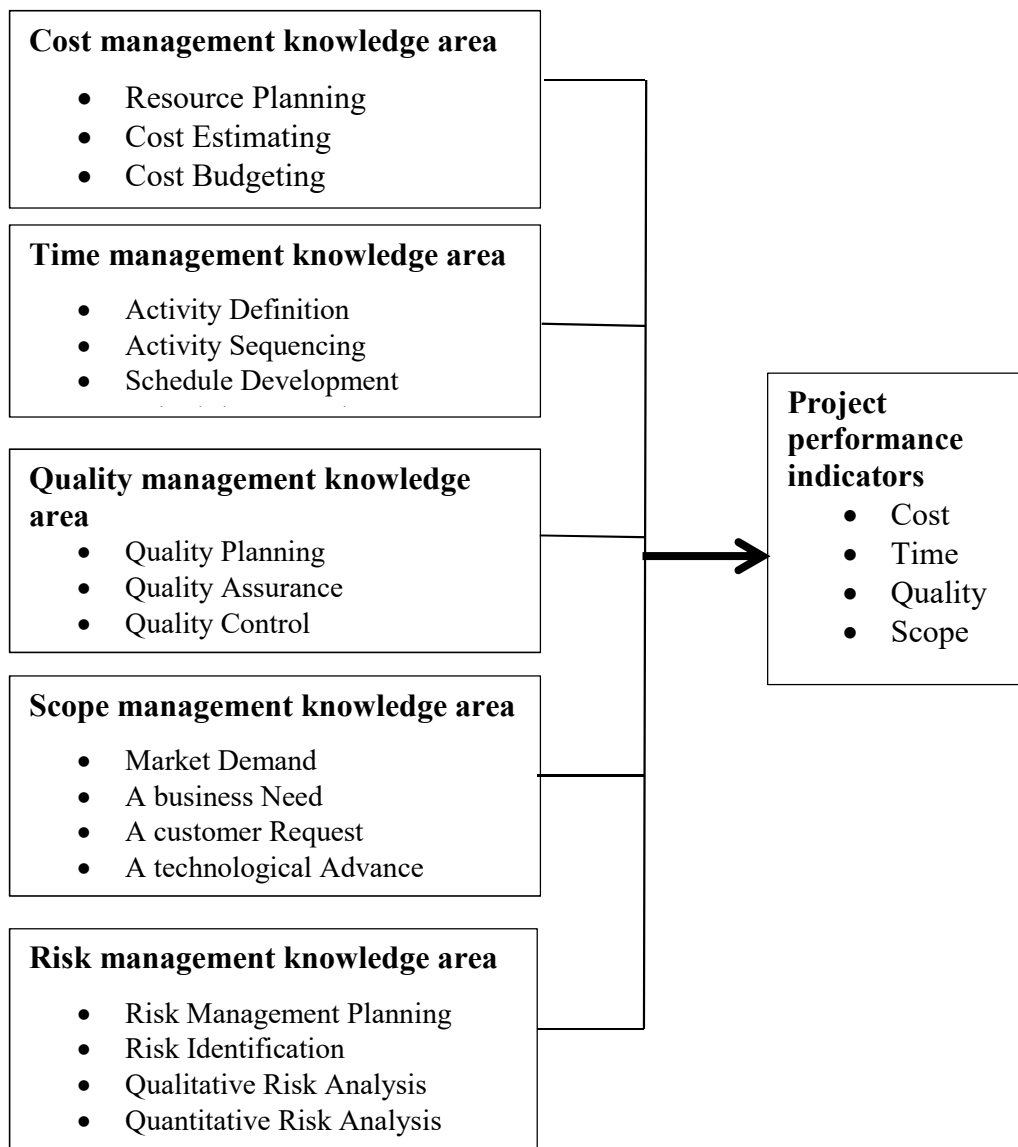 Cost management knowledge area
• Resource Planning
• Cost Estimating
• Cost Budgeting
Time management knowledge area
• Activity Definition
• Activity Sequencing
• Schedule Development
Quality management knowledge
area
• Quality Planning
• Quality Assurance
• Quality Control
Scope management knowledge area
• Market Demand
• A business Need
• A customer Request
• A technological Advance
Risk management knowledge area
• Risk Management Planning
• Risk Identification
• Qualitative Risk Analysis
• Quantitative Risk Analysis
Project
performance
indicators
• Cost
• Time
• Quality
• Scope